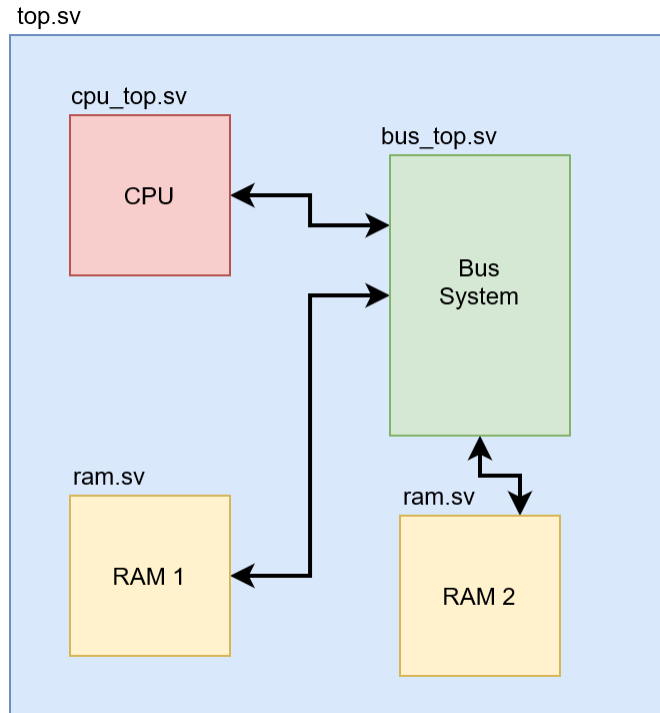 top.sv
cpu_top.sv
CPU
bus_top.sv
Bus
System
ram.sv
RAM 1
ram.sv
RAM 2